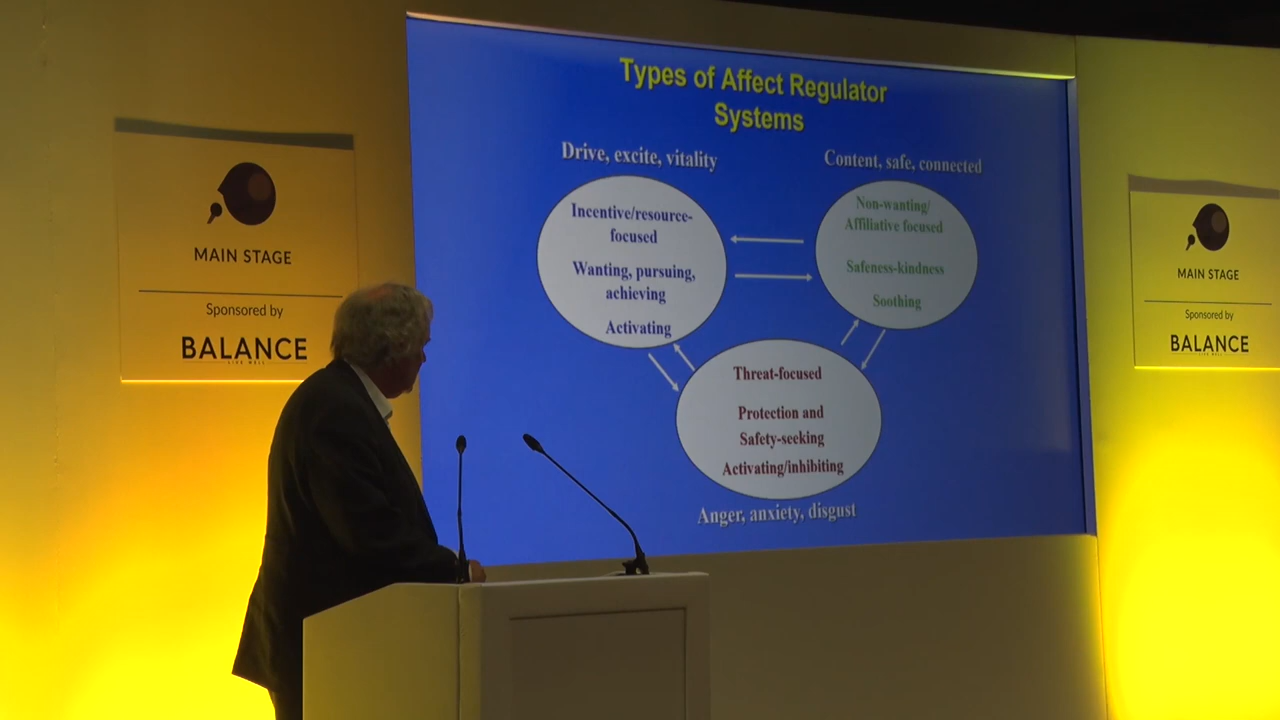 Types of Affect Regulator
Systems
Drive, excite, vitality
Content, safe, connected
Incentive/resource-
focused
Wanting, pursuing,
achieving
Activating
Non-wanting/
Affiliative focused
Safeness-kindness
Soothing
Threat-focused
Protection and
Safety-seeking
Activating/inhibiting
Anger, anxiety, disgust
MAIN STAGE
Sponsored by
BALANCE
LIVE WELL
MAIN STAGE
Sponsored by
BALANCE